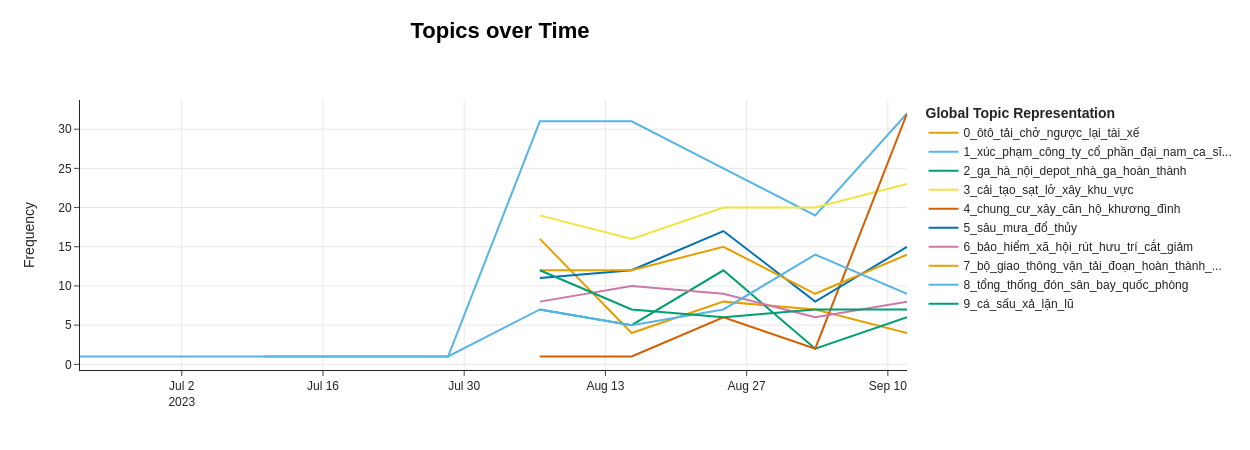 Topics over Time
Frequency
30
25
20
15
10
5
0
Jul 2
2023
Jul 16
Jul 30
Aug 13
Aug 27
Sep 10
Global Topic Representation
0_ôtô_tải_chở_ngược_lại_tài_xế
1_xúc_phạm_công_ty_cổ_phần_đại_nam_ca_sĩ...
2_ga_hà_nội_depot_nhà_ga_hoàn_thành
3_cải_tạo_sạt_lở_xây_khu_vực
4_chung_cư_xây_căn_hộ_khương_đình
5_sâu_mưa_đổ_thủy
6_bảo_hiểm_xã_hội_rút_hưu_trí_cắt_giảm
7_bộ_giao_thông_vận_tải_đoạn_hoàn_thành_...
8_tổng_thống_đón_sân_bay_quốc_phòng
9_cá_sấu_xả_lặn_lũ